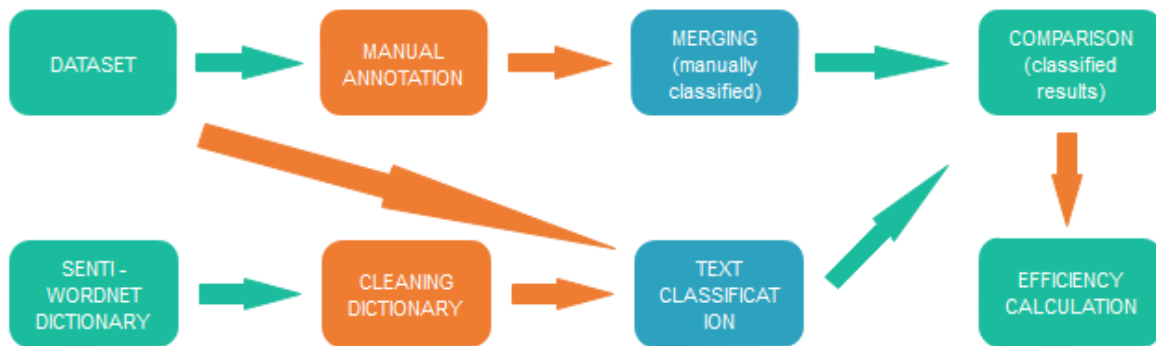 DATASET
MANUAL
ANNOTATION
MERGING
(manually
classified)
COMPARISON
(classified
results)
SENTI -
WORDNET
DICTIONARY
CLEANING
DICTIONARY
TEXT
CLASSIFICAT
ION
EFFICIENCY
CALCULATION